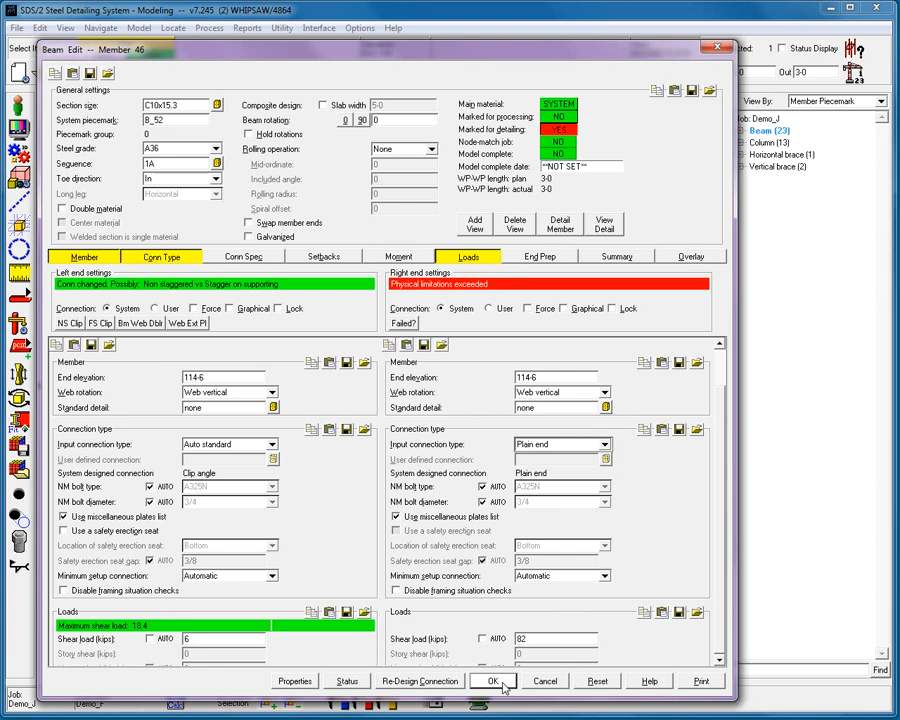 SDS/2 Steel Detailing System - Modeling -- v7.245 (2) WHIPSAW/4864
File Edit View Navigate Model Locate Process Reports Utility Interface Options Help
Beam Edit -- Member 46
1 Status Display
Out 3-0
View By: Member Piecemark
Job: Demo_J
Beam (23)
Column (13)
Horizontal brace (1)
Vertical brace (2)
General settings
Section size: C10x15.3
System piecemark: B_52
Piecemark group: 0
Steel grade: A36
Sequence: 1A
Toe direction: In
Long leg: Horizontal
Double material
Center material
Welded section is single material
Composite design: Slab width 5-0
Beam rotation: 0 90 0
Hold rotations
Rolling operation: None
Mid-ordinate: 0
Included angle: 0
Rolling radius: 0
Spiral offset: 0
Swap member ends
Galvanized
Main material: SYSTEM
Marked for processing: NO
Marked for detailing: YES
Node-match job: NO
Model complete: NO
Model complete date: **NOT SET**
WP-WP length: plan 3-0
WP-WP length: actual 3-0
Add View
Delete View
Detail Member
View Detail
Member Conn Type Conn Spec Setbacks Moment Loads End Prep Summary Overlay
Left end settings
Conn changed. Possibly: Non staggered vs Stagger on supporting
Connection: System User Force Graphical Lock
NS Clip FS Clip Bm Web Dblr Web Ext Pl
Right end settings
Physical limitations exceeded
Connection: System User Force Graphical Lock
Failed?
Member
End elevation: 114-6
Web rotation: Web vertical
Standard detail: none
Connection type
Input connection type: Auto standard
User defined connection:
System designed connection Clip angle
NM bolt type: AUTO A325N
NM bolt diameter: AUTO 3/4
Use miscellaneous plates list
Use a safety erection seat
Location of safety erection seat: Bottom
Safety erection seat gap: AUTO 3/8
Minimum setup connection: Automatic
Disable framing situation checks
Loads
Maximum shear load: 18.4
Shear load (kips): AUTO 6
Story shear (kips): 0
Member
End elevation: 114-6
Web rotation: Web vertical
Standard detail: none
Connection type
Input connection type: Plain end
User defined connection:
System designed connection Plain end
NM bolt type: AUTO A325N
NM bolt diameter: AUTO 3/4
Use miscellaneous plates list
Use a safety erection seat
Location of safety erection seat: Bottom
Safety erection seat gap: AUTO 3/8
Minimum setup connection: Automatic
Disable framing situation checks
Loads
Shear load (kips): AUTO 82
Story shear (kips): 0
Properties Status Re-Design Connection OK Cancel Reset Help Print
Find
Job:
Demo_J